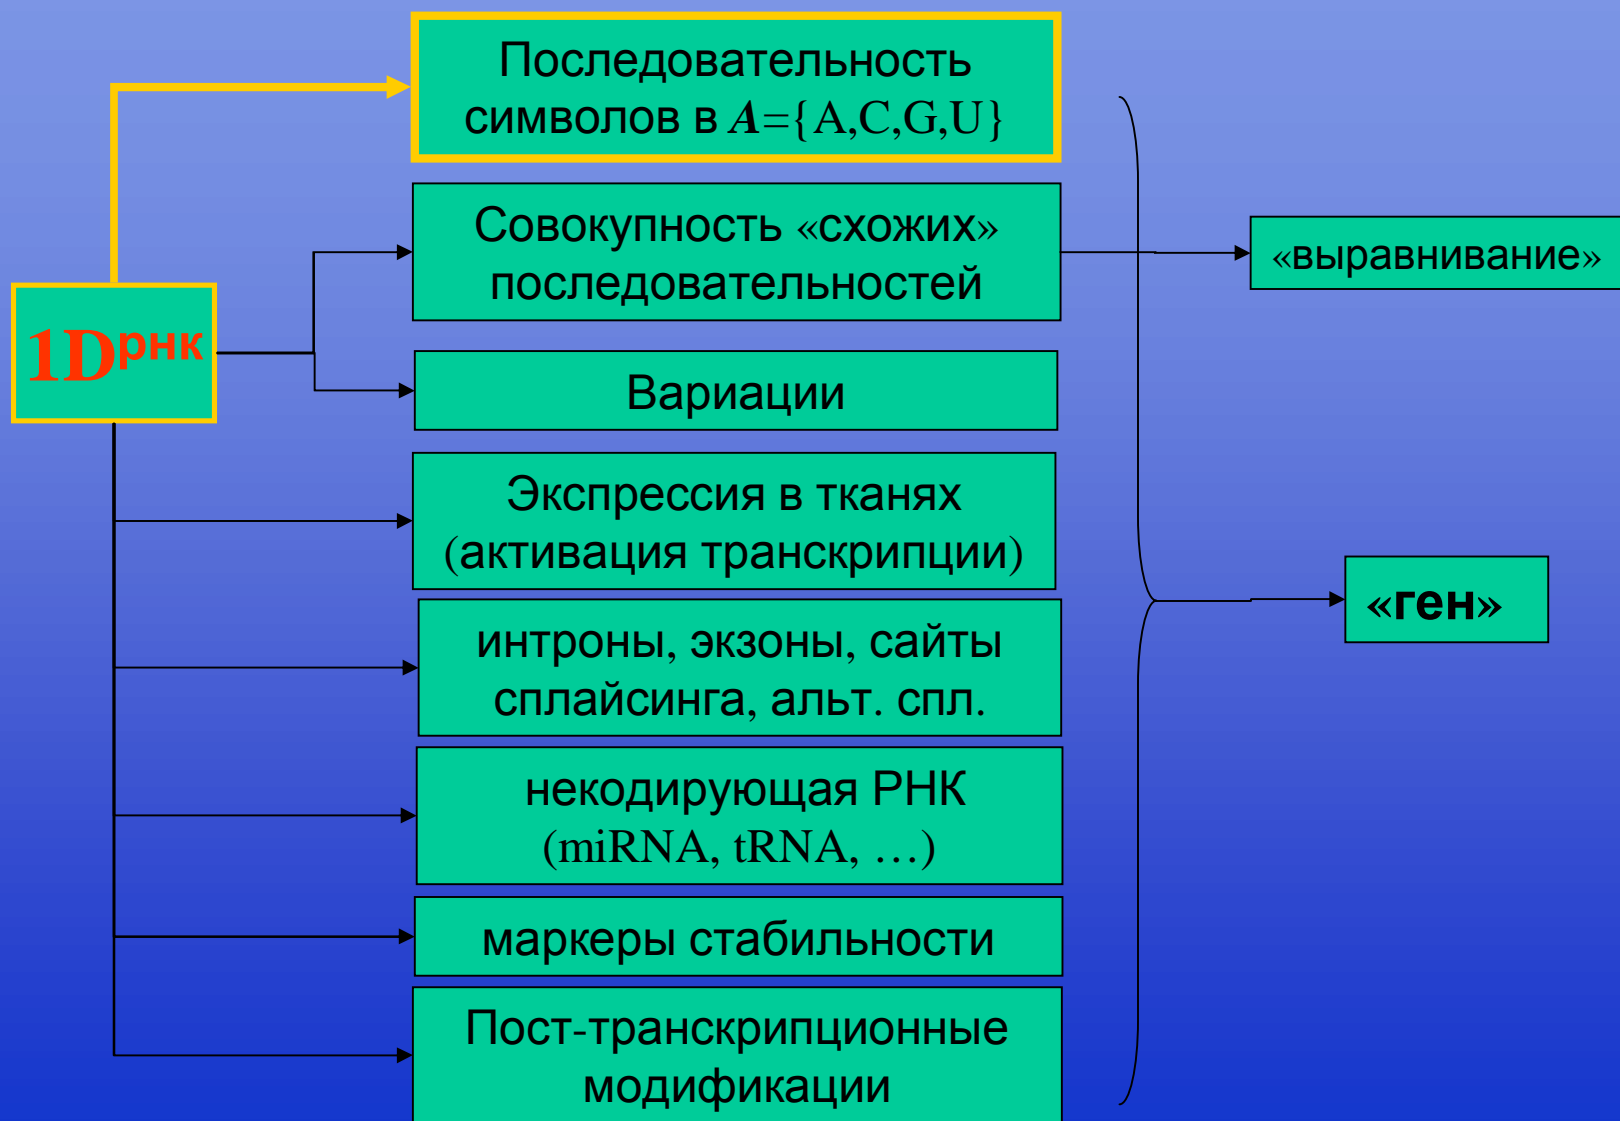 Последовательность
символов в A={A,C,G,U}
Совокупность «схожих»
последовательностей
«выравнивание»
1Dрнк
Вариации
Экспрессия в тканях
(активация транскрипции)
«ген»
интроны, экзоны, сайты
сплайсинга, альт. спл.
некодирующая РНК
(miRNA, tRNA, …)
маркеры стабильности
Пост-транскрипционные
модификации